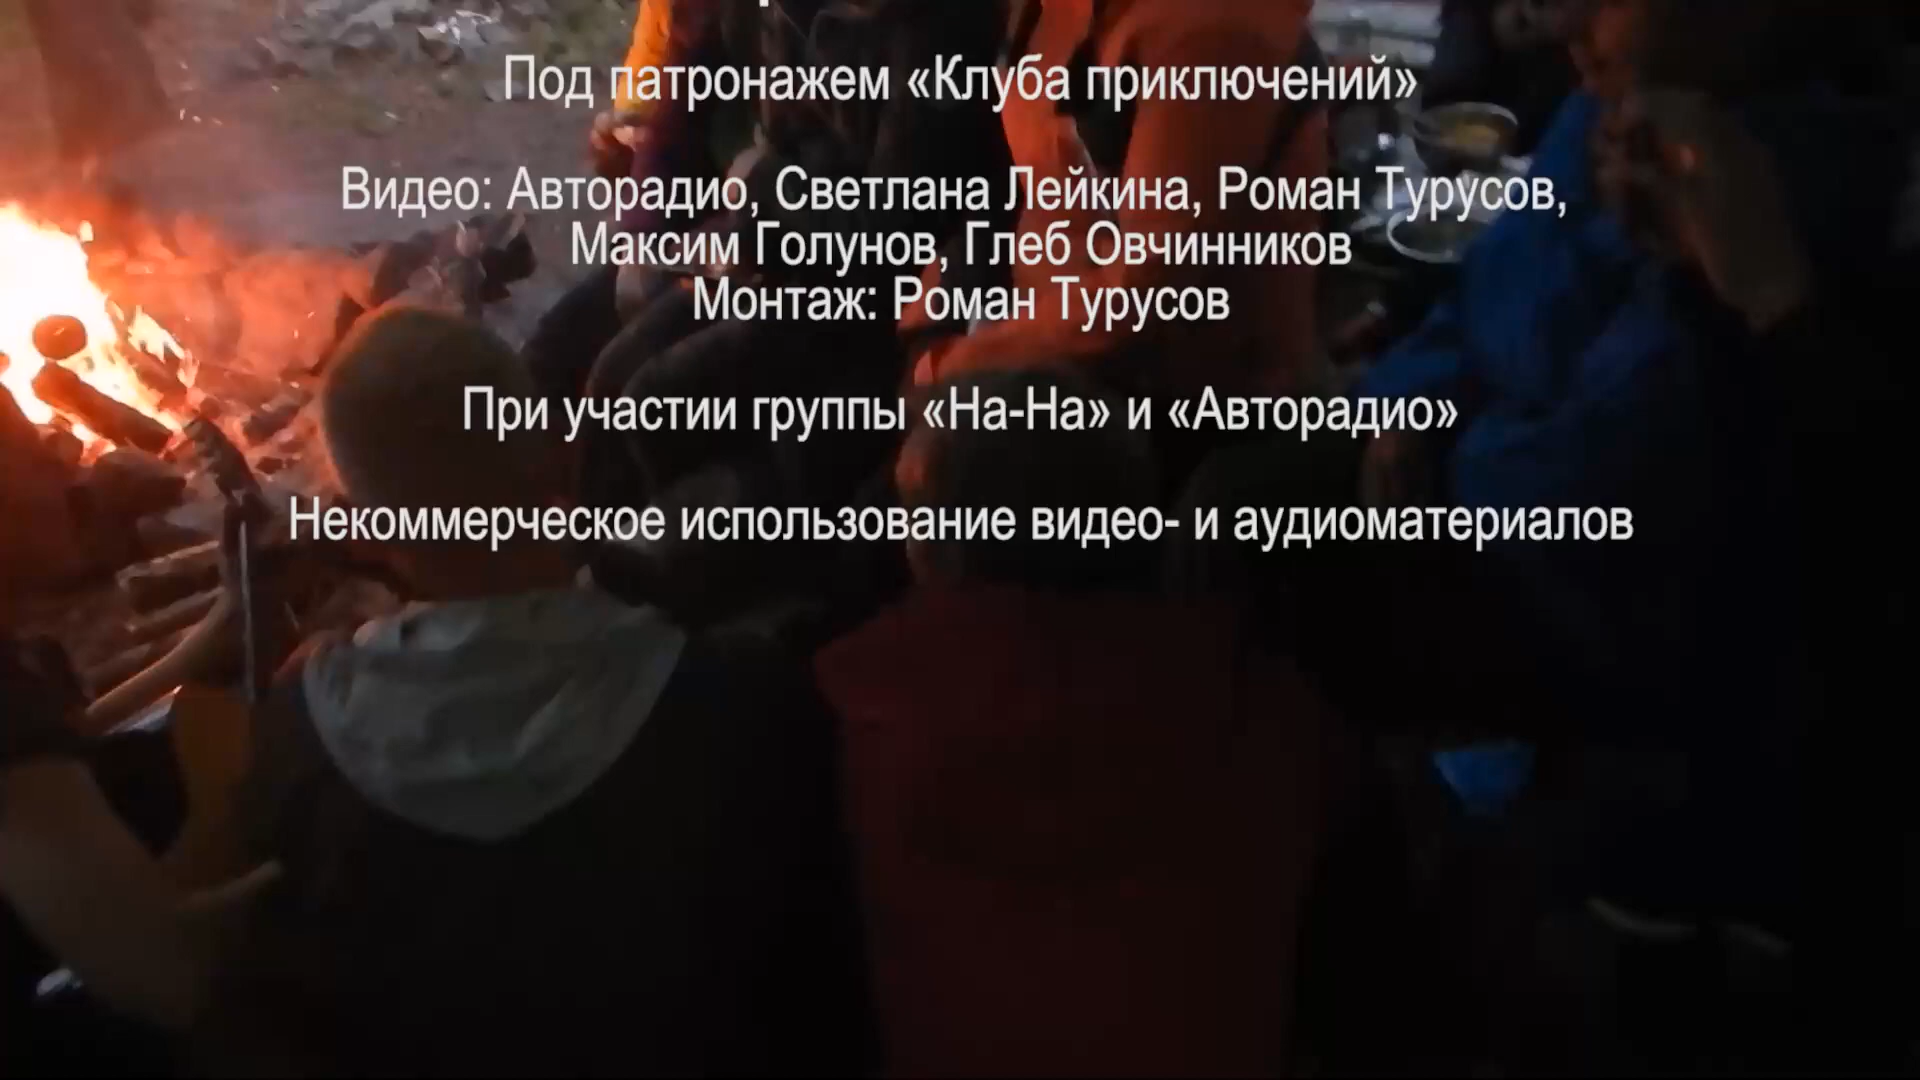 Под патронажем «Клуба приключений»
Видео: Авторадио, Светлана Лейкина, Роман Турусов,
Максим Голунов, Глеб Овчинников
Монтаж: Роман Турусов
При участии группы «На-На» и «Авторадио»
Некоммерческое использование видео- и аудиоматериалов